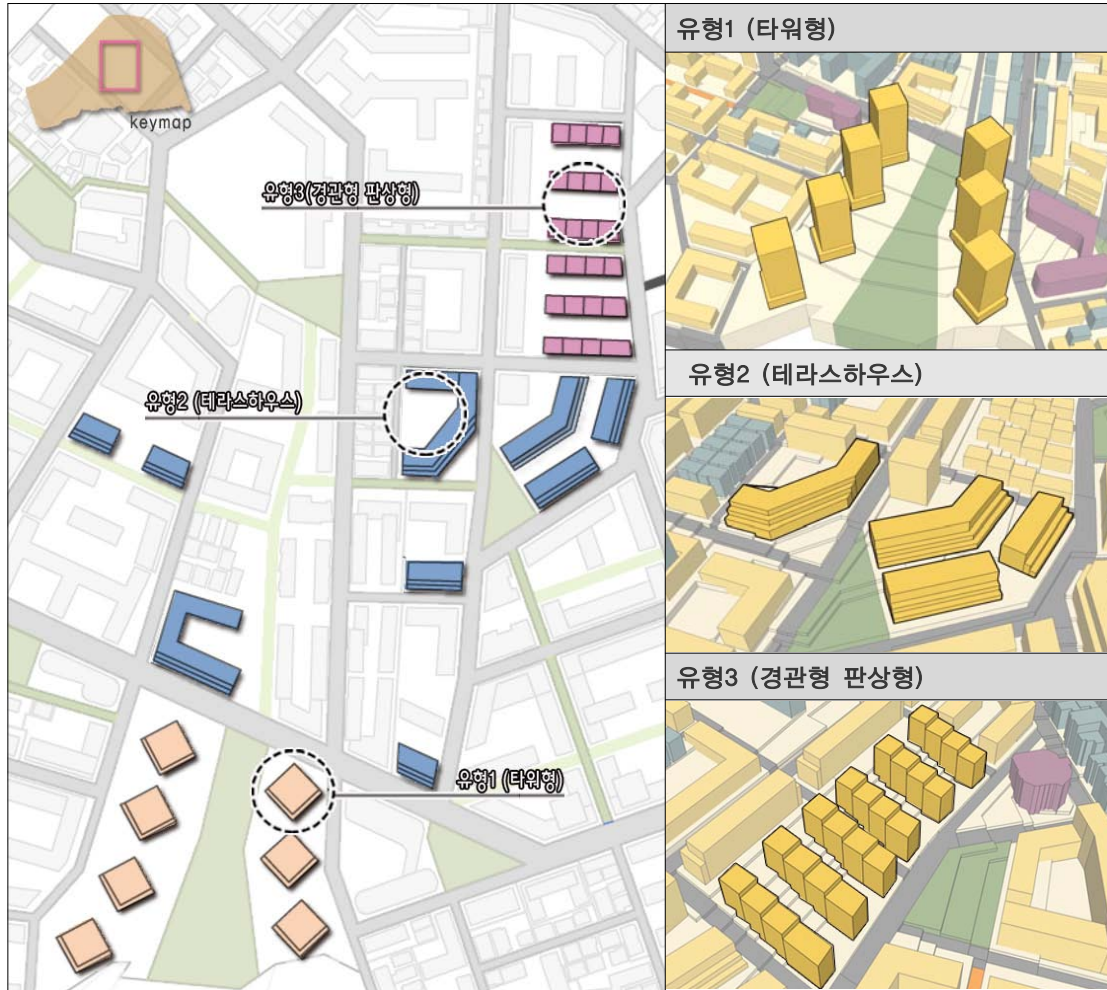 keymap
유형3(경관형 판상형)
유형2 (테라스하우스)
유형1 (타워형)
유형1 (타워형)
유형2 (테라스하우스)
유형3 (경관형 판상형)